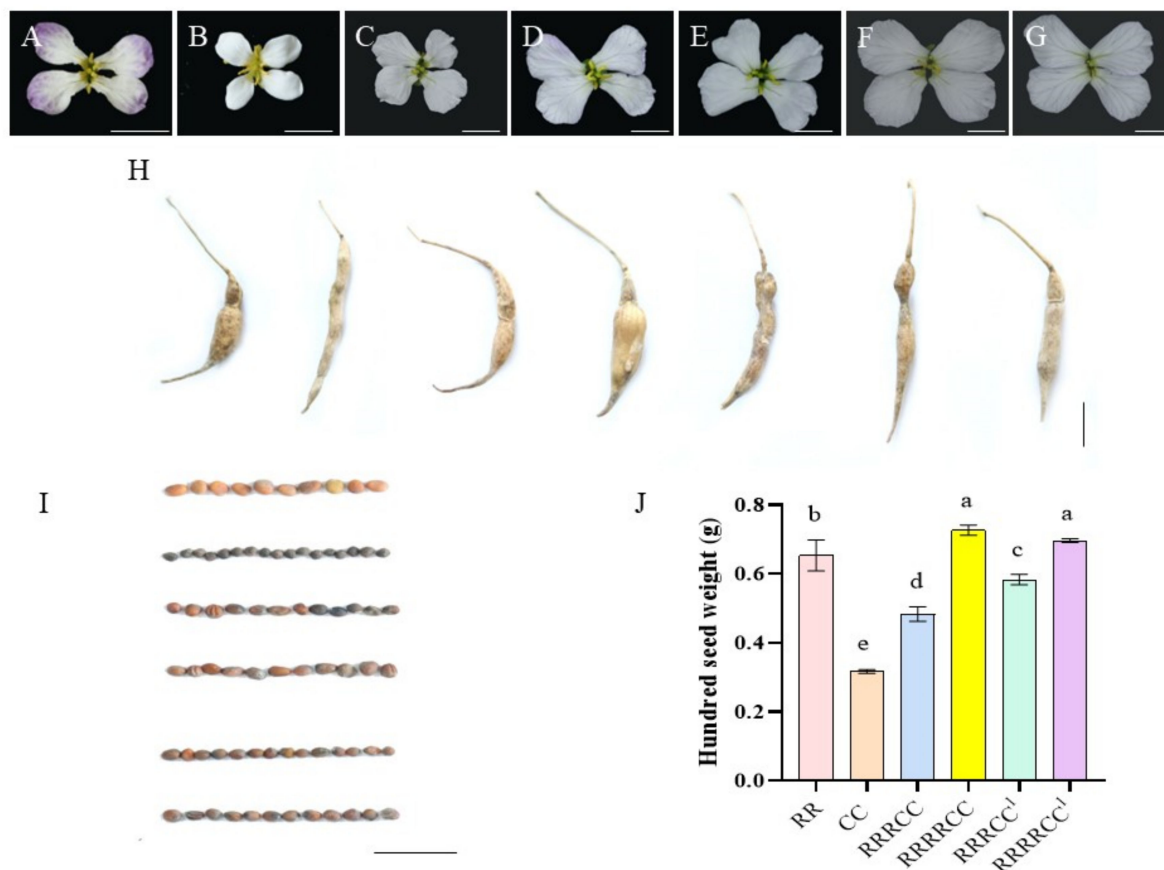 A B C D E F G
H
I
J
Hundred seed weight (g)
0.8
0.6
0.4
0.2
0.0
b
e
d
a
c
a
RR
CC
RRRCC
RRRRCC
RRRCC¹
RRRRCC¹